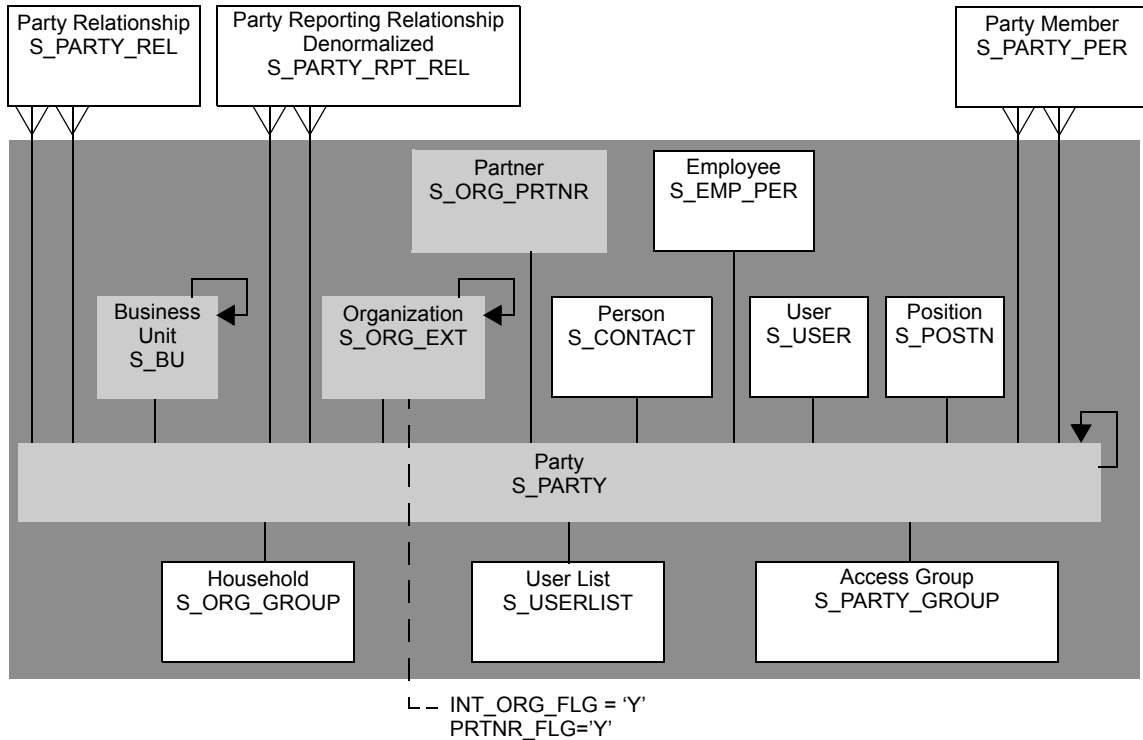 Party Relationship
S_PARTY_REL
Party Reporting Relationship
Denormalized
S_PARTY_RPT_REL
Party Member
S_PARTY_PER
Partner
S_ORG_PRTNR
Employee
S_EMP_PER
Business
Unit
S_BU
Organization
S_ORG_EXT
Person
S_CONTACT
User
S_USER
Position
S_POSTN
Party
S_PARTY
Household
S_ORG_GROUP
User List
S_USERLIST
Access Group
S_PARTY_GROUP
INT_ORG_FLG = ‘Y’
PRTNR_FLG=’Y’